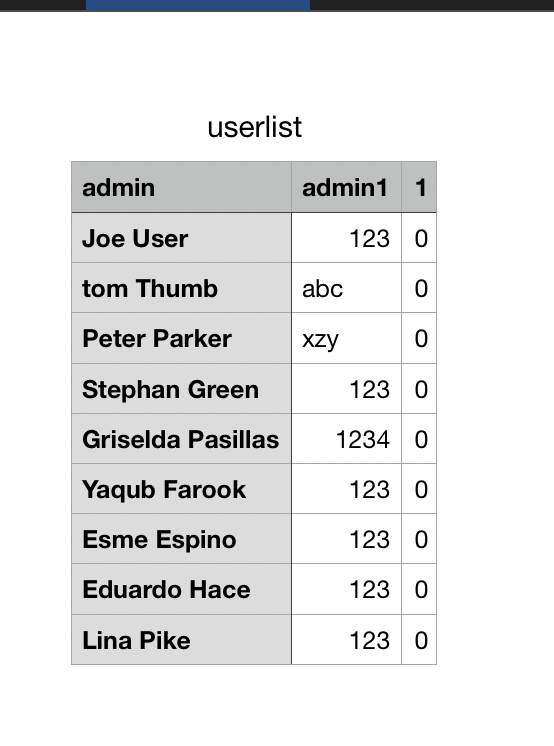 userlist
admin admin1 1
Joe User 123 0
tom Thumb abc 0
Peter Parker xzy 0
Stephan Green 123 0
Griselda Pasillas 1234 0
Yaqub Farook 123 0
Esme Espino 123 0
Eduardo Hace 123 0
Lina Pike 123 0